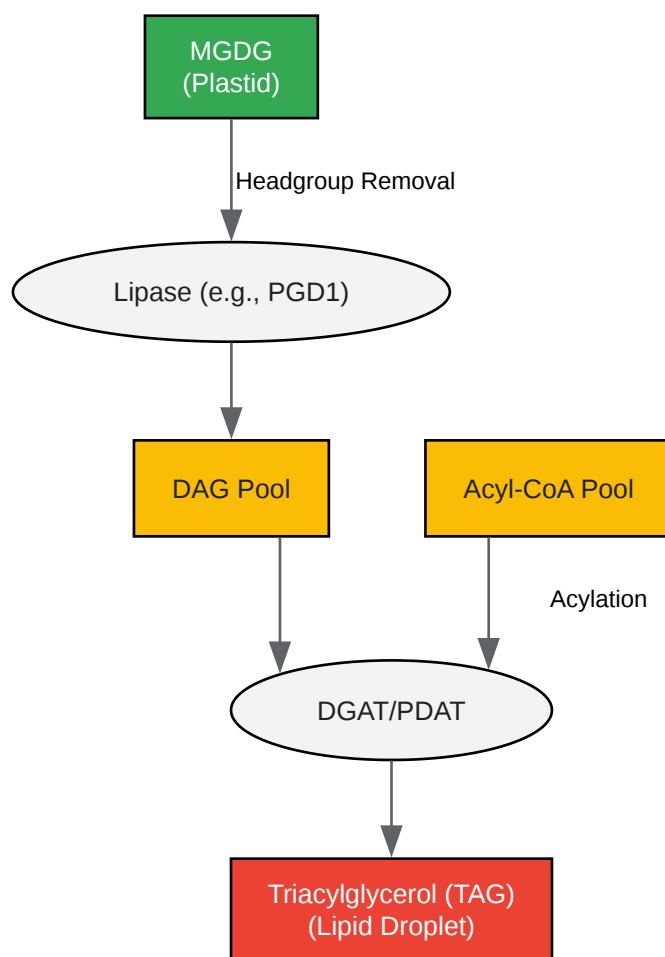 MGDG
(Plastid)
Headgroup Removal
Lipase (e.g., PGD1)
DAG Pool
Acyl-CoA Pool
Acylation
DGAT/PDAT
Triacylglycerol (TAG)
(Lipid Droplet)